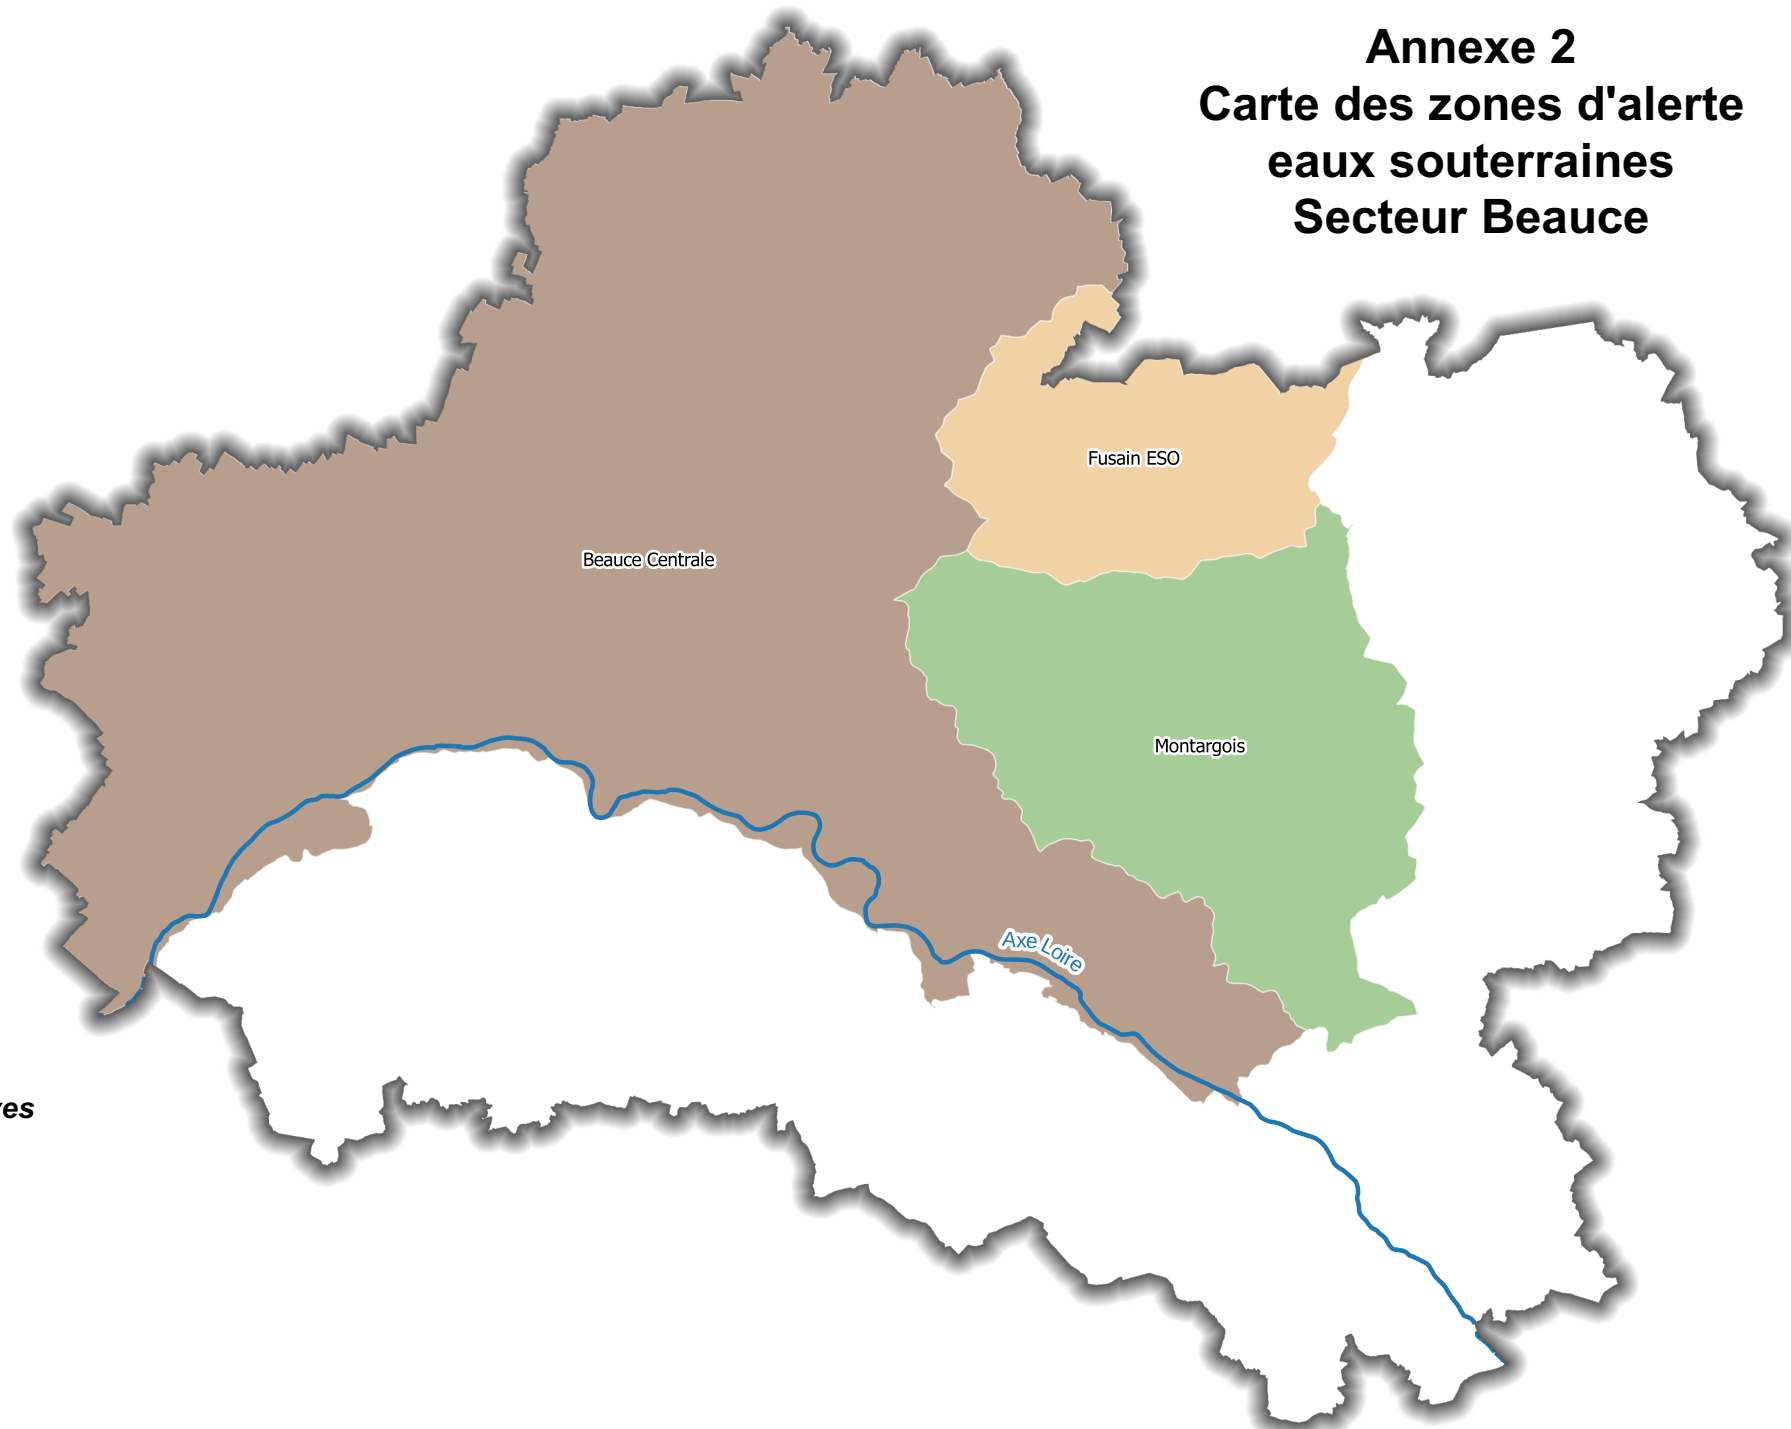 Annexe 2
Carte des zones d'alerte
eaux souterraines
Secteur Beauce
Fusain ESO
Beauce Centrale
Montargois
Axe Loire